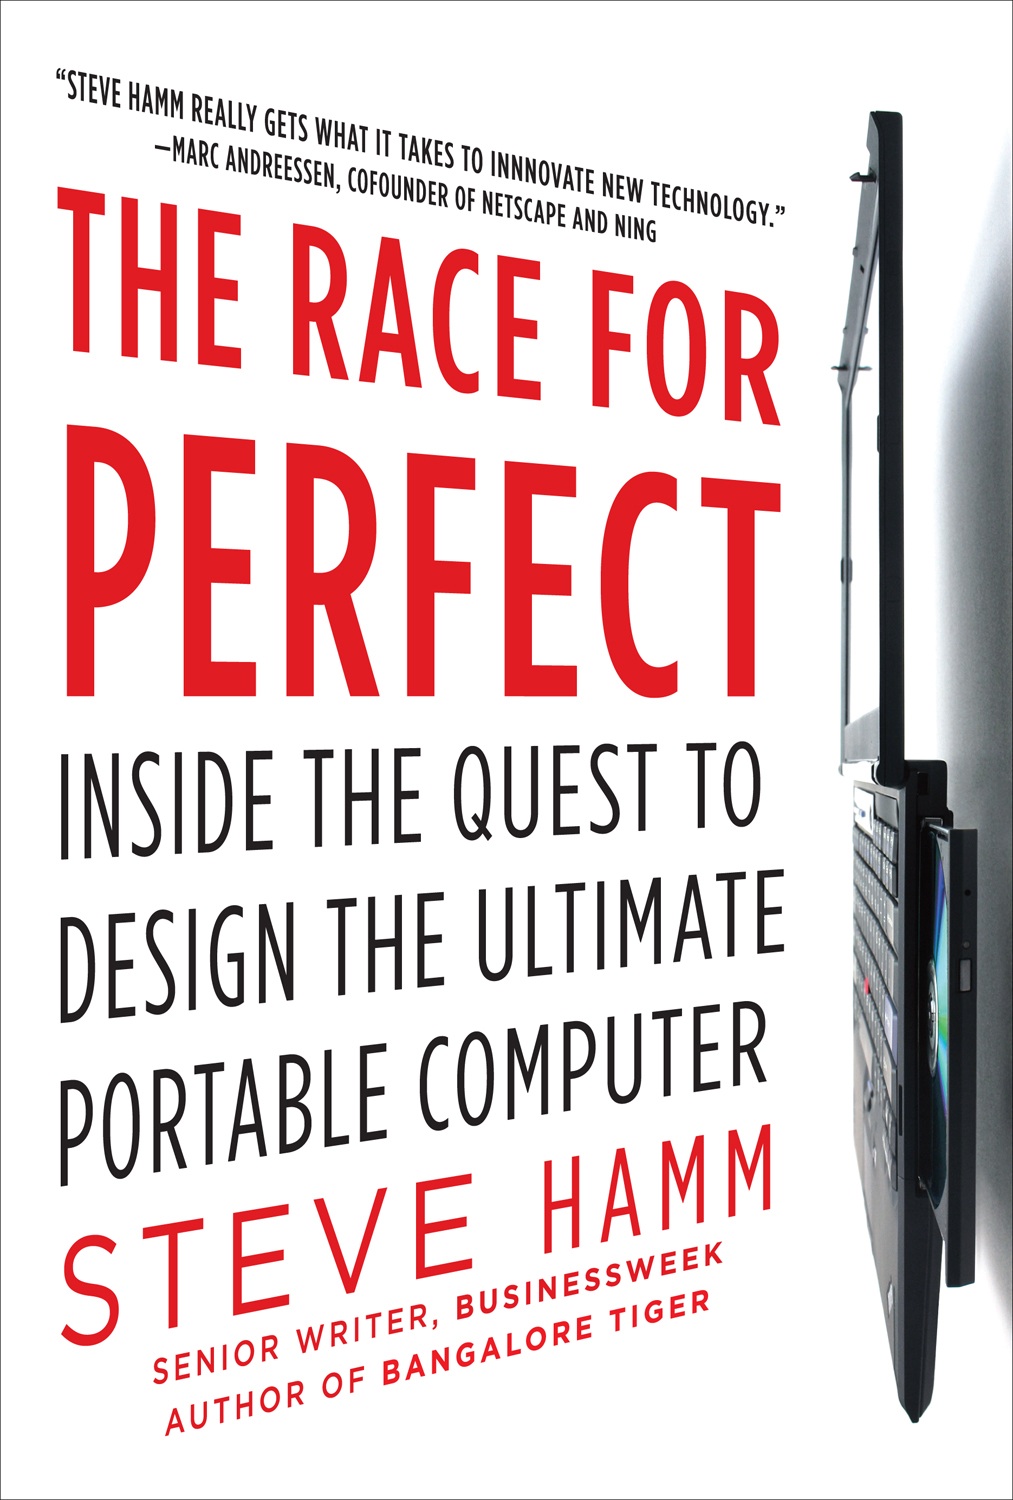 “STEVE HAMM REALLY GETS WHAT IT TAKES TO INNNOVATE NEW TECHNOLOGY.”
—MARC ANDREESSEN, COFOUNDER OF NETSCAPE AND NING
THE RACE FOR
PERFECT
INSIDE THE QUEST TO
DESIGN THE ULTIMATE
PORTABLE COMPUTER
STEVE HAMM
SENIOR WRITER, BUSINESSWEEK
AUTHOR OF BANGALORE TIGER